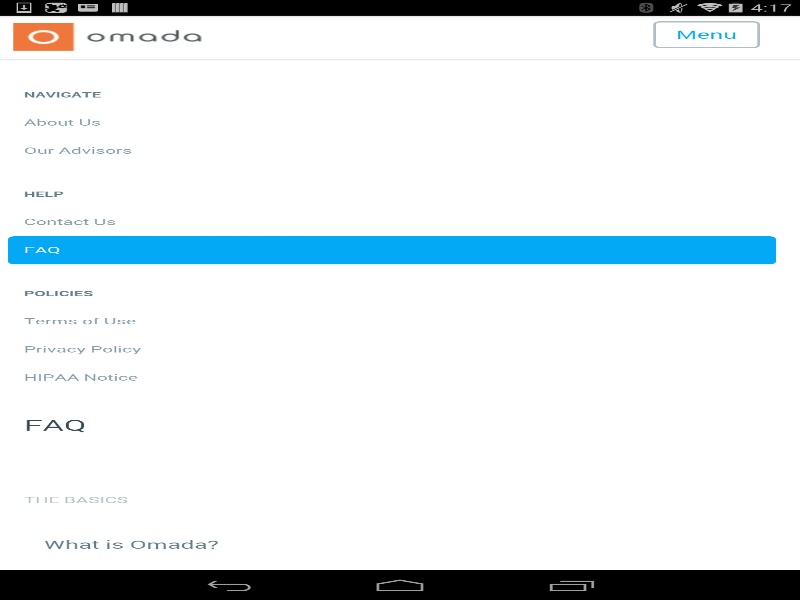 4:17
omada
Menu
NAVIGATE
About Us
Our Advisors
HELP
Contact Us
FAQ
POLICIES
Terms of Use
Privacy Policy
HIPAA Notice
FAQ
THE BASICS
What is Omada?